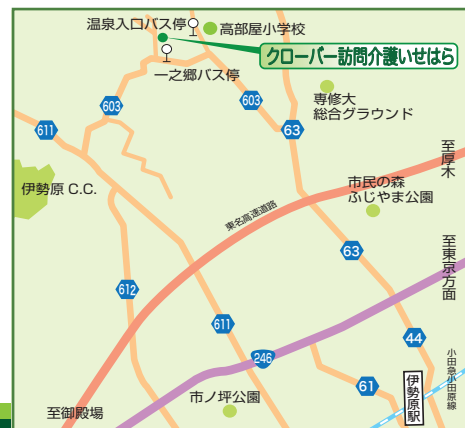 温泉入口バス停
高部屋小学校
クローバー訪問介護いせはら
一之郷バス停
603
603
専修大
総合グラウンド
611
63
至厚木
伊勢原 C.C.
市民の森
ふじやま公園
東名高速道路
至東京方面
63
612
611
44
246
小田急小田原線
61
伊勢原駅
市ノ坪公園
至御殿場